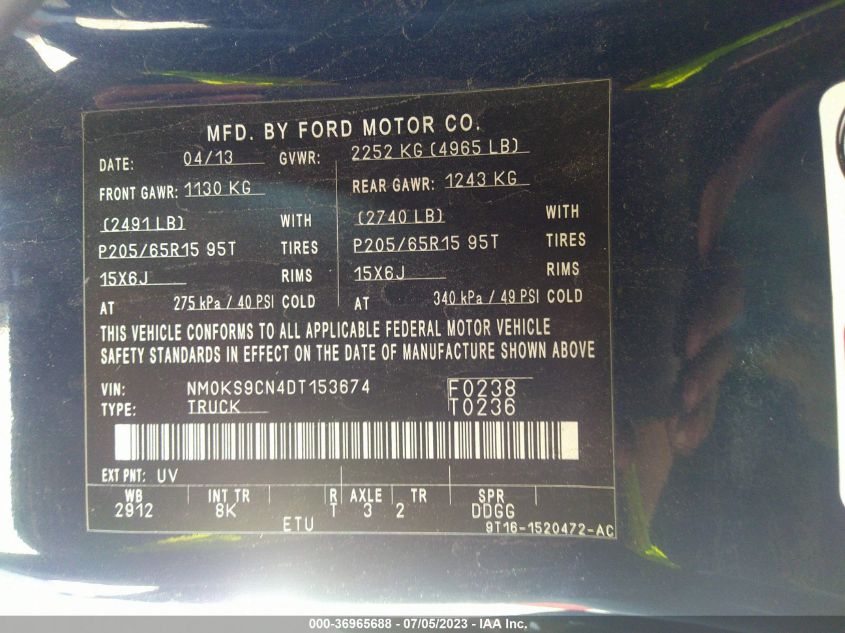 MFD. BY FORD MOTOR CO.
DATE: 04/13 GVWR: 2252 KG (4965 LB)
FRONT GAWR: 1130 KG REAR GAWR: 1243 KG
(2491 LB) WITH (2740 LB) WITH
P205/65R15 95T TIRES P205/65R15 95T TIRES
15X6J RIMS 15X6J RIMS
AT 275 kPa / 40 PSI COLD AT 340 kPa / 49 PSI COLD
THIS VEHICLE CONFORMS TO ALL APPLICABLE FEDERAL MOTOR VEHICLE
SAFETY STANDARDS IN EFFECT ON THE DATE OF MANUFACTURE SHOWN ABOVE
VIN: NM0KS9CN4DT153674 F0238
TYPE: TRUCK T0236
EXT PNT: UV
WB INT TR R AXLE TR SPR
2912 8K T 3 2 DDGG
ETU 9T16-1520472-AC
000-36965688 - 07/05/2023 - IAA Inc.